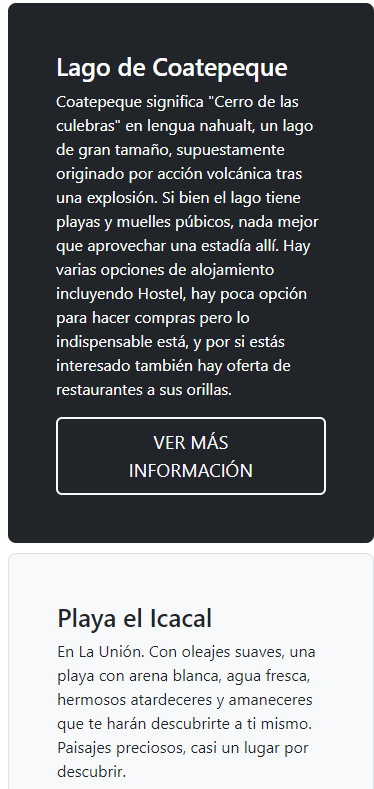 Lago de Coatepeque
Coatepeque significa "Cerro de las
culebras" en lengua nahualt, un lago
de gran tamaño, supuestamente
originado por acción volcánica tras
una explosión. Si bien el lago tiene
playas y muelles púbicos, nada mejor
que aprovechar una estadía allí. Hay
varias opciones de alojamiento
incluyendo Hostel, hay poca opción
para hacer compras pero lo
indispensable está, y por si estás
interesado también hay oferta de
restaurantes a sus orillas.
VER MÁS
INFORMACIÓN
Playa el Icacal
En La Unión. Con oleajes suaves, una
playa con arena blanca, agua fresca,
hermosos atardeceres y amaneceres
que te harán descubrirte a ti mismo.
Paisajes preciosos, casi un lugar por
descubrir.